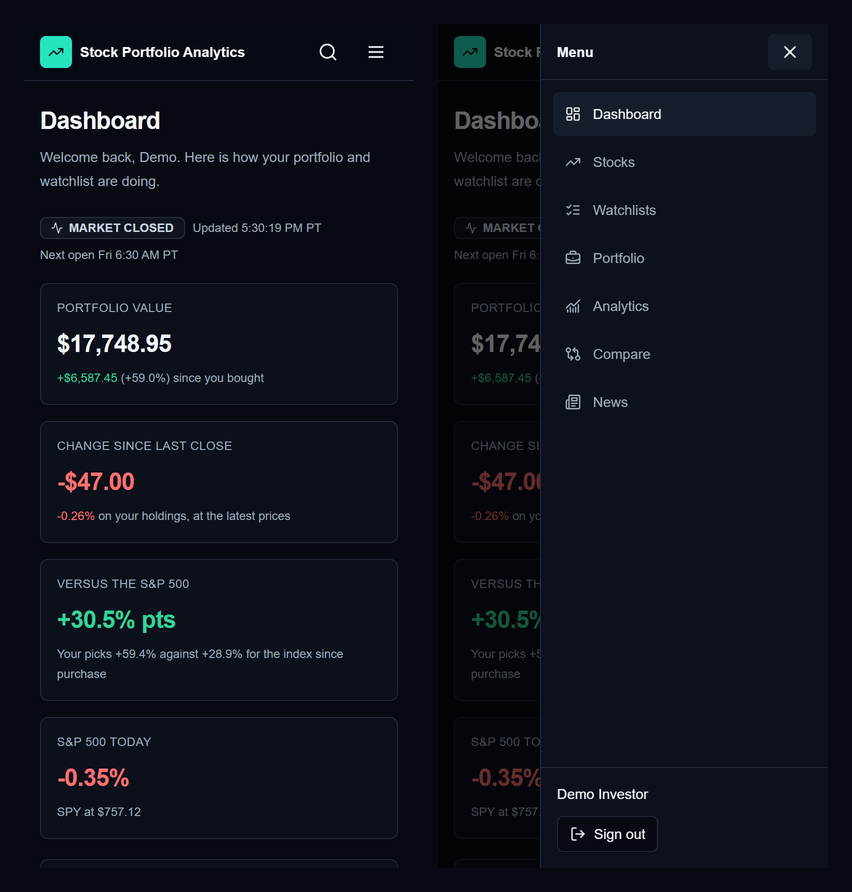 Stock Portfolio Analytics
Dashboard
Welcome back, Demo. Here is how your portfolio and
watchlist are doing.
MARKET CLOSED Updated 5:30:19 PM PT
Next open Fri 6:30 AM PT
PORTFOLIO VALUE
$17,748.95
+$6,587.45 (+59.0%) since you bought
CHANGE SINCE LAST CLOSE
-$47.00
-0.26% on your holdings, at the latest prices
VERSUS THE S&P 500
+30.5% pts
Your picks +59.4% against +28.9% for the index since
purchase
S&P 500 TODAY
-0.35%
SPY at $757.12
Stock
Dashbo
Welcome bac
watchlist are
MARKET
Next open Fri 6:
PORTFOLIO
$17,74
+$6,587.45 (
CHANGE SI
-$47.00
-0.26% on yo
VERSUS TH
+30.5%
Your picks +5
purchase
S&P 500 TO
-0.35%
SPY at $757.
Menu
Dashboard
Stocks
Watchlists
Portfolio
Analytics
Compare
News
Demo Investor
Sign out